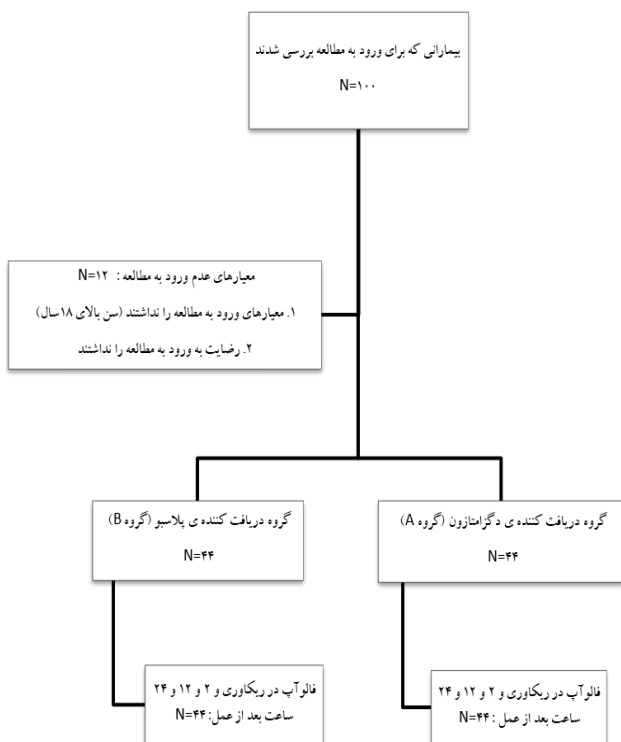 بیمارانی که برای ورود به مطالعه بررسی شدند
N=۱۰۰
معیارهای عدم ورود به مطالعه : N=۱۲
۱. معیارهای ورود به مطالعه را نداشتند (سن بالای ۱۸سال)
۲. رضایت به ورود به مطالعه را نداشتند
گروه دریافت کننده ی دگزامتازون (گروه A)
N=۴۴
گروه دریافت کننده ی پلاسبو (گروه B)
N=۴۴
فالوآپ در ریکاوری و ۲ و ۱۲ و ۲۴
ساعت بعد از عمل : N=۴۴
فالوآپ در ریکاوری و ۲ و ۱۲ و ۲۴
ساعت بعد از عمل: N=۴۴